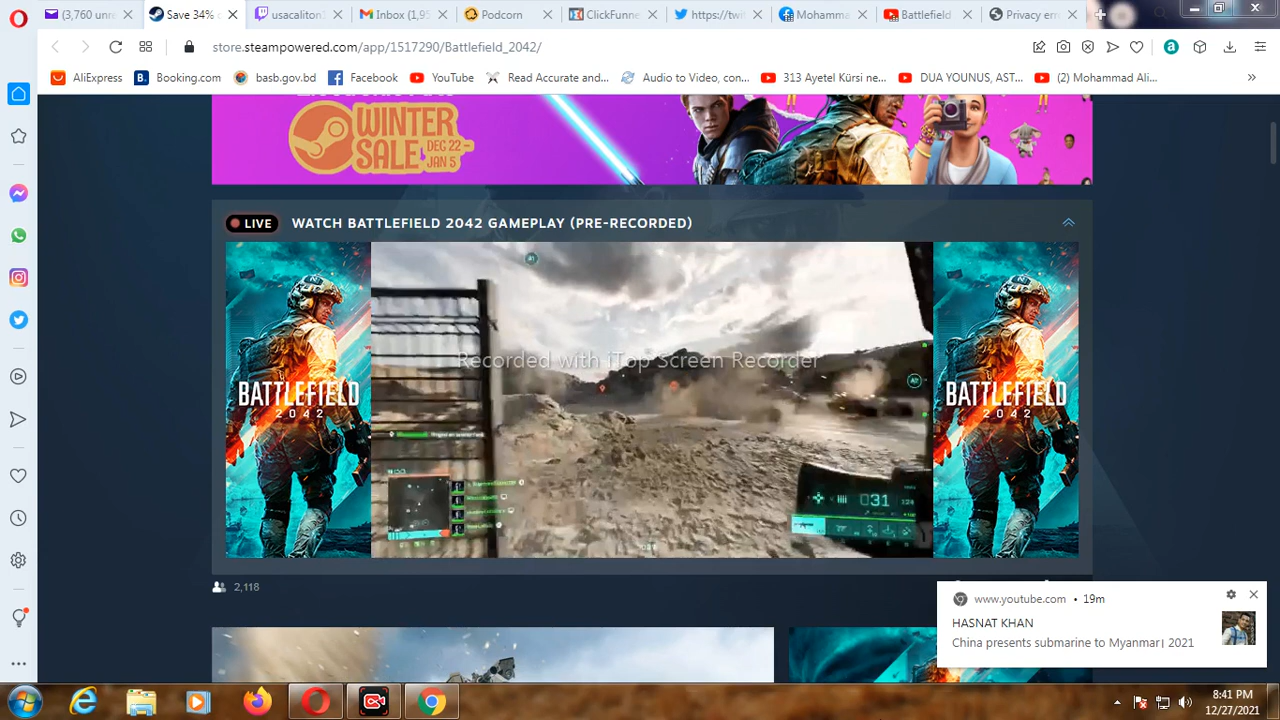 (3,760 unre
Save 34% o
usacaliton1
Inbox (1,95
Podcorn
ClickFunne
https://twi
Mohamma
Battlefield
Privacy err
store.steampowered.com/app/1517290/Battlefield_2042/
AliExpress
Booking.com
basb.gov.bd
Facebook
YouTube
Read Accurate and...
Audio to Video, con...
313 Ayetel Kürsi ne...
DUA YOUNUS, AST...
(2) Mohammad Ali...
WINTER
SALE
DEC 22 –
JAN 5
LIVE
WATCH BATTLEFIELD 2042 GAMEPLAY (PRE-RECORDED)
Recorded with iTop Screen Recorder
BATTLEFIELD
2042
BATTLEFIELD
2042
031
2,118
www.youtube.com • 19m
HASNAT KHAN
China presents submarine to Myanmar| 2021
8:41 PM
12/27/2021